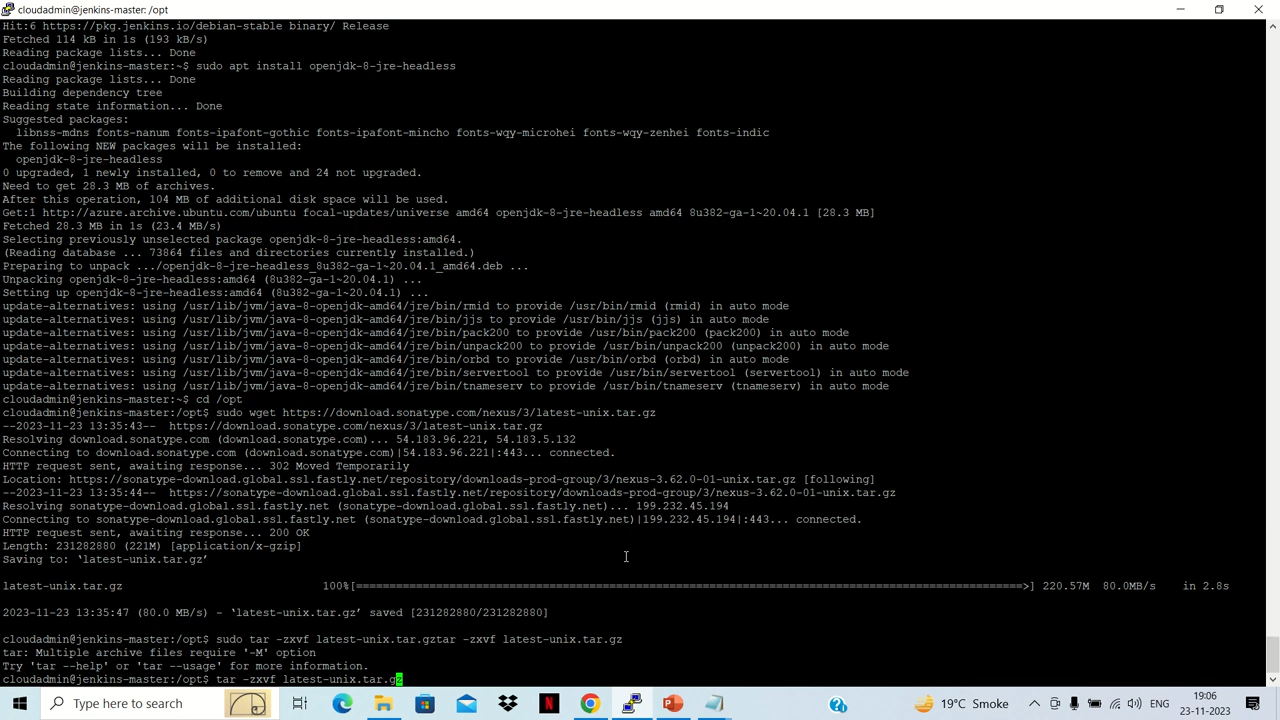 cloudadmin@jenkins-master: /opt
Hit:6 https://pkg.jenkins.io/debian-stable binary/ Release
Fetched 114 kB in 1s (193 kB/s)
Reading package lists... Done
cloudadmin@jenkins-master:~$ sudo apt install openjdk-8-jre-headless
Reading package lists... Done
Building dependency tree
Reading state information... Done
Suggested packages:
libnss-mdns fonts-nanum fonts-ipafont-gothic fonts-ipafont-mincho fonts-wqy-microhei fonts-wqy-zenhei fonts-indic
The following NEW packages will be installed:
openjdk-8-jre-headless
0 upgraded, 1 newly installed, 0 to remove and 24 not upgraded.
Need to get 28.3 MB of archives.
After this operation, 104 MB of additional disk space will be used.
Get:1 http://azure.archive.ubuntu.com/ubuntu focal-updates/universe amd64 openjdk-8-jre-headless amd64 8u382-ga-1~20.04.1 [28.3 MB]
Fetched 28.3 MB in 1s (23.4 MB/s)
Selecting previously unselected package openjdk-8-jre-headless:amd64.
(Reading database ... 73864 files and directories currently installed.)
Preparing to unpack .../openjdk-8-jre-headless_8u382-ga-1~20.04.1_amd64.deb ...
Unpacking openjdk-8-jre-headless:amd64 (8u382-ga-1~20.04.1) ...
Setting up openjdk-8-jre-headless:amd64 (8u382-ga-1~20.04.1) ...
update-alternatives: using /usr/lib/jvm/java-8-openjdk-amd64/jre/bin/rmid to provide /usr/bin/rmid (rmid) in auto mode
update-alternatives: using /usr/lib/jvm/java-8-openjdk-amd64/jre/bin/jjs to provide /usr/bin/jjs (jjs) in auto mode
update-alternatives: using /usr/lib/jvm/java-8-openjdk-amd64/jre/bin/pack200 to provide /usr/bin/pack200 (pack200) in auto mode
update-alternatives: using /usr/lib/jvm/java-8-openjdk-amd64/jre/bin/unpack200 to provide /usr/bin/unpack200 (unpack200) in auto mode
update-alternatives: using /usr/lib/jvm/java-8-openjdk-amd64/jre/bin/orbd to provide /usr/bin/orbd (orbd) in auto mode
update-alternatives: using /usr/lib/jvm/java-8-openjdk-amd64/jre/bin/servertool to provide /usr/bin/servertool (servertool) in auto mode
update-alternatives: using /usr/lib/jvm/java-8-openjdk-amd64/jre/bin/tnameserv to provide /usr/bin/tnameserv (tnameserv) in auto mode
cloudadmin@jenkins-master:~$ cd /opt
cloudadmin@jenkins-master:/opt$ sudo wget https://download.sonatype.com/nexus/3/latest-unix.tar.gz
--2023-11-23 13:35:43--  https://download.sonatype.com/nexus/3/latest-unix.tar.gz
Resolving download.sonatype.com (download.sonatype.com)... 54.183.96.221, 54.183.5.132
Connecting to download.sonatype.com (download.sonatype.com)|54.183.96.221|:443... connected.
HTTP request sent, awaiting response... 302 Moved Temporarily
Location: https://sonatype-download.global.ssl.fastly.net/repository/downloads-prod-group/3/nexus-3.62.0-01-unix.tar.gz [following]
--2023-11-23 13:35:44--  https://sonatype-download.global.ssl.fastly.net/repository/downloads-prod-group/3/nexus-3.62.0-01-unix.tar.gz
Resolving sonatype-download.global.ssl.fastly.net (sonatype-download.global.ssl.fastly.net)... 199.232.45.194
Connecting to sonatype-download.global.ssl.fastly.net (sonatype-download.global.ssl.fastly.net)|199.232.45.194|:443... connected.
HTTP request sent, awaiting response... 200 OK
Length: 231282880 (221M) [application/x-gzip]
Saving to: ‘latest-unix.tar.gz’
latest-unix.tar.gz 100%[===================================================================================================>] 220.57M 80.0MB/s in 2.8s
2023-11-23 13:35:47 (80.0 MB/s) - ‘latest-unix.tar.gz’ saved [231282880/231282880]
cloudadmin@jenkins-master:/opt$ sudo tar -zxvf latest-unix.tar.gztar -zxvf latest-unix.tar.gz
tar: Multiple archive files require '-M' option
Try 'tar --help' or 'tar --usage' for more information.
cloudadmin@jenkins-master:/opt$ tar -zxvf latest-unix.tar.gz
Type here to search
19°C Smoke
ENG
19:06
23-11-2023